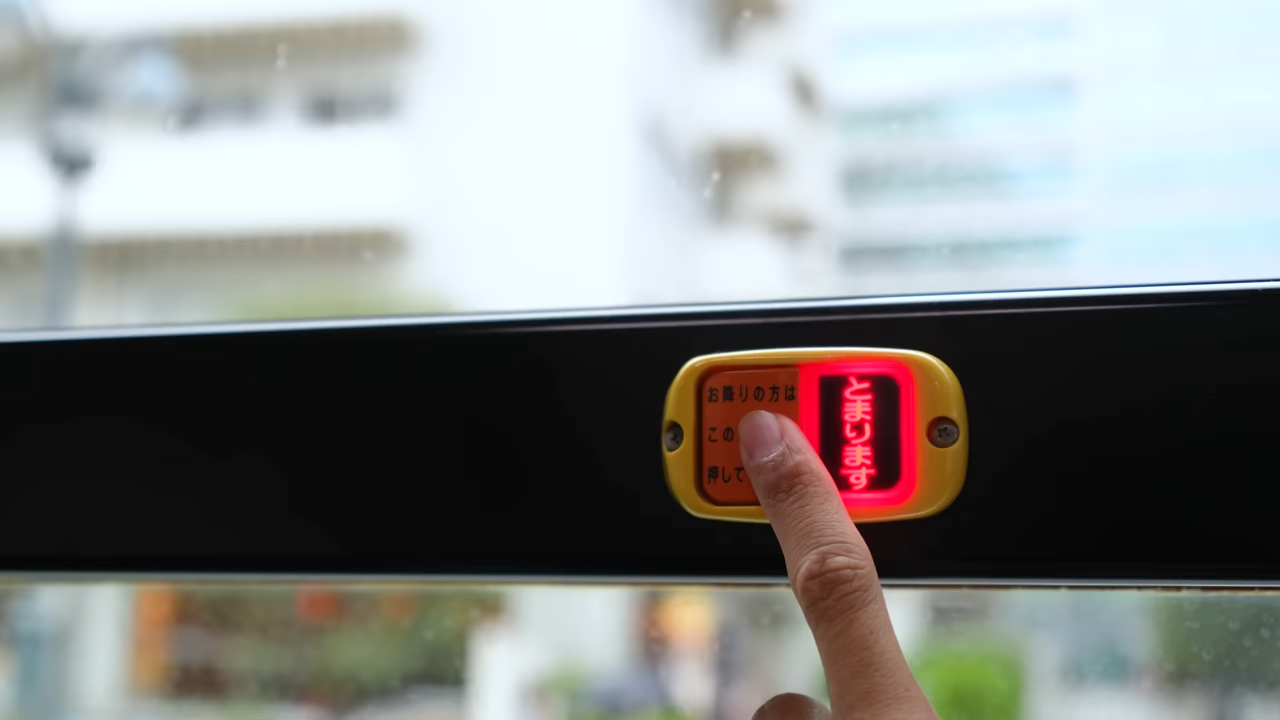 お降りの方は
この
押して
とまります